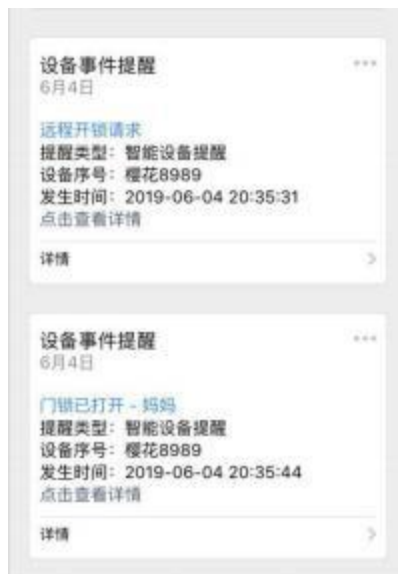 设备事件提醒
6月4日
远程开锁请求
提醒类型：智能设备提醒
设备序号：樱花8989
发生时间：2019-06-04 20:35:31
点击查看详情
详情
设备事件提醒
6月4日
门锁已打开 - 妈妈
提醒类型：智能设备提醒
设备序号：樱花8989
发生时间：2019-06-04 20:35:44
点击查看详情
详情